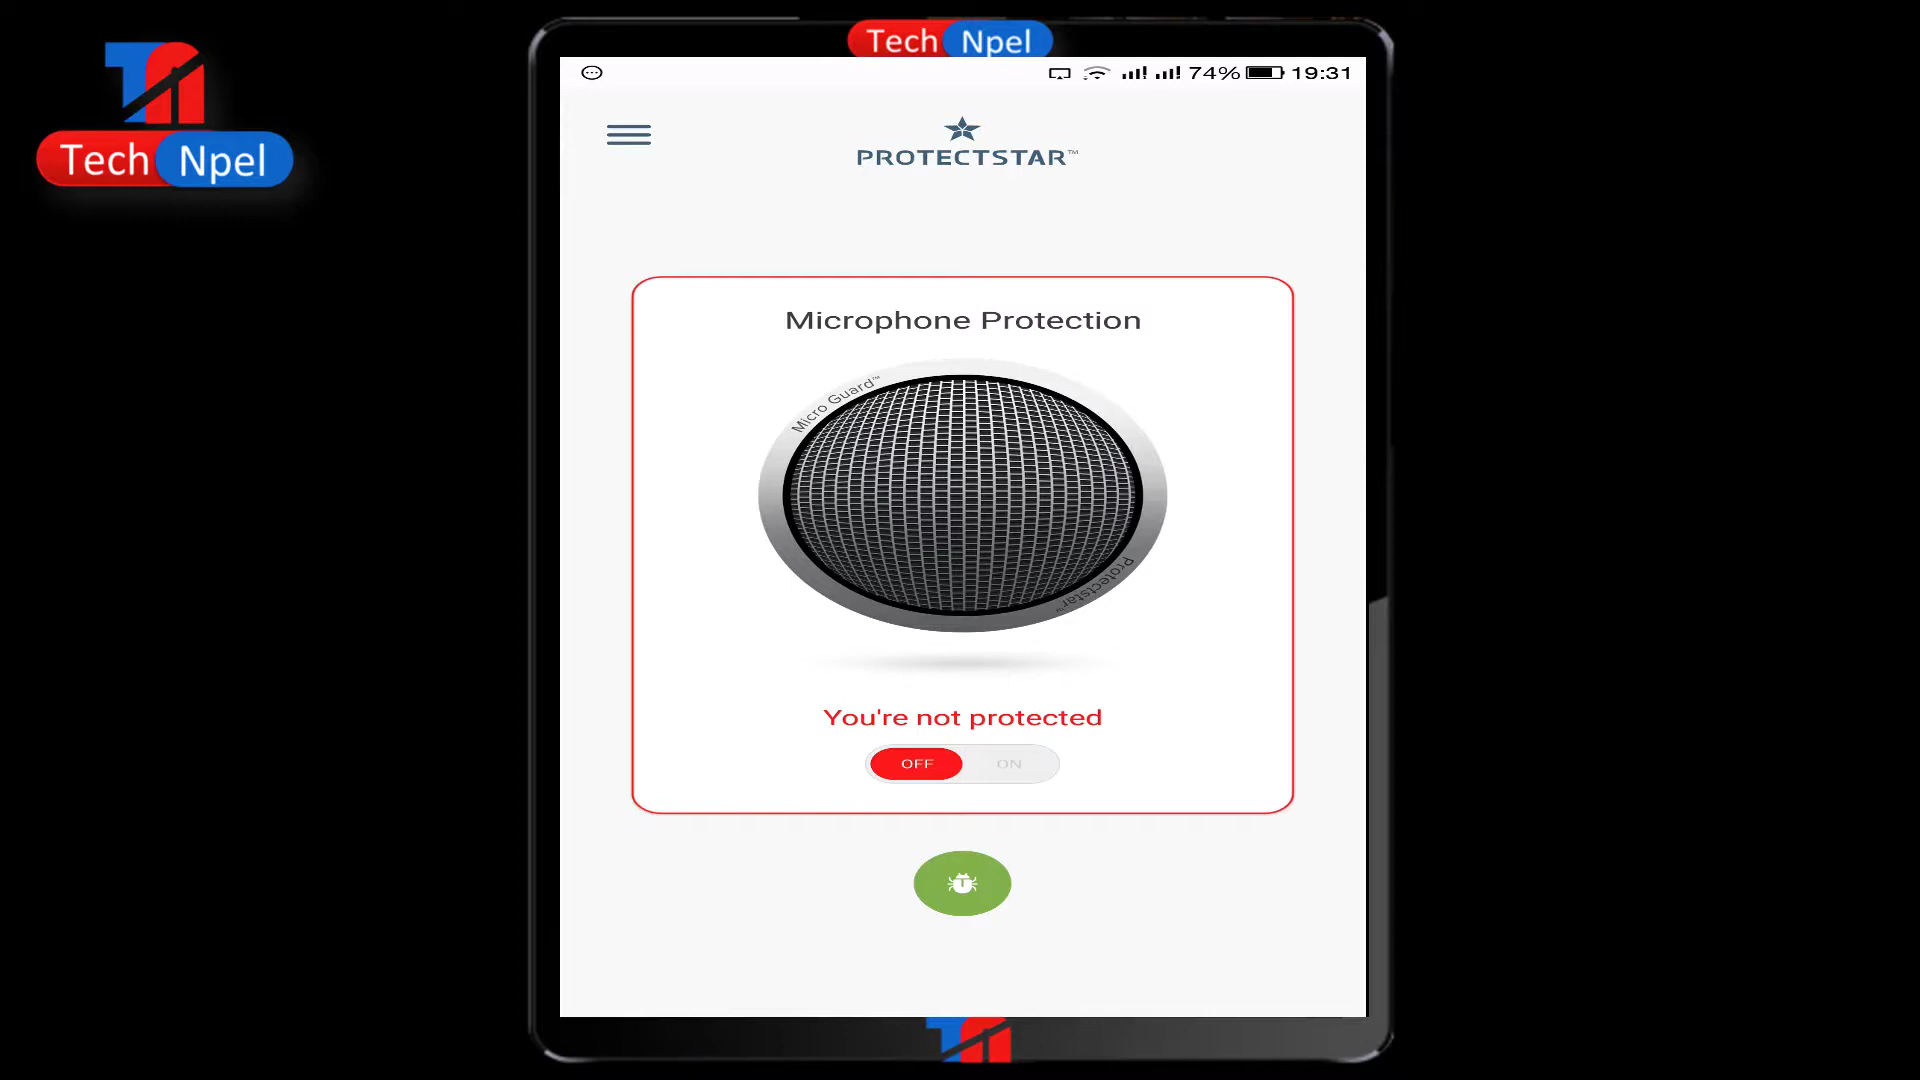 Tech Npel
Tech Npel
74% 19:31
PROTECTSTAR™
Microphone Protection
Micro Guard™
Protectstar™
You're not protected
OFF ON